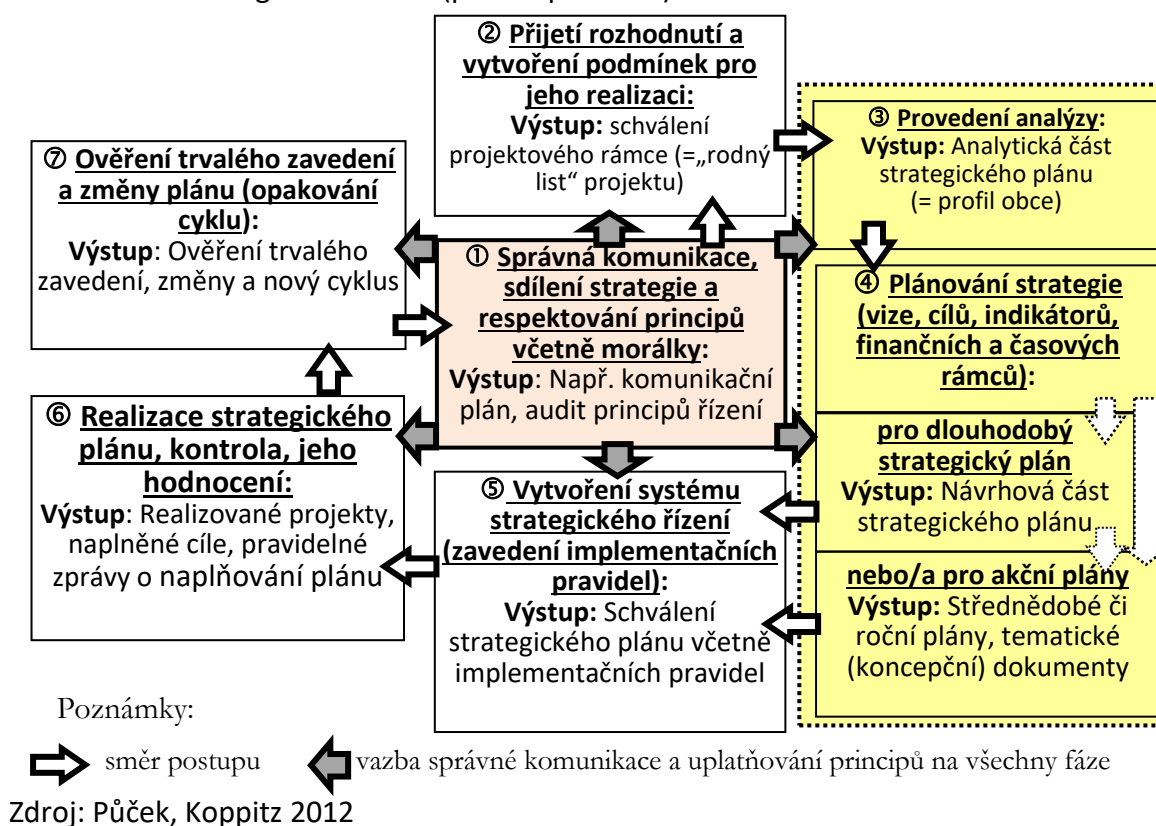 ② Přijetí rozhodnutí a
vytvoření podmínek pro
jeho realizaci:
Výstup: schválení
projektového rámce (=„rodný
list“ projektu)
③ Provedení analýzy:
Výstup: Analytická část
strategického plánu
(= profil obce)
⑦ Ověření trvalého zavedení
a změny plánu (opakování
cyklu):
Výstup: Ověření trvalého
zavedení, změny a nový cyklus
① Správná komunikace,
sdílení strategie a
respektování principů
včetně morálky:
Výstup: Např. komunikační
plán, audit principů řízení
④ Plánování strategie
(vize, cílů, indikátorů,
finančních a časových
rámců):
pro dlouhodobý
strategický plán
Výstup: Návrhová část
strategického plánu
nebo/a pro akční plány
Výstup: Střednědobé či
roční plány, tematické
(koncepční) dokumenty
⑥ Realizace strategického
plánu, kontrola, jeho
hodnocení:
Výstup: Realizované projekty,
naplněné cíle, pravidelné
zprávy o naplňování plánu
⑤ Vytvoření systému
strategického řízení
(zavedení implementačních
pravidel):
Výstup: Schválení
strategického plánu včetně
implementačních pravidel
Poznámky:
směr postupu
vazba správné komunikace a uplatňování principů na všechny fáze
Zdroj: Půček, Koppitz 2012